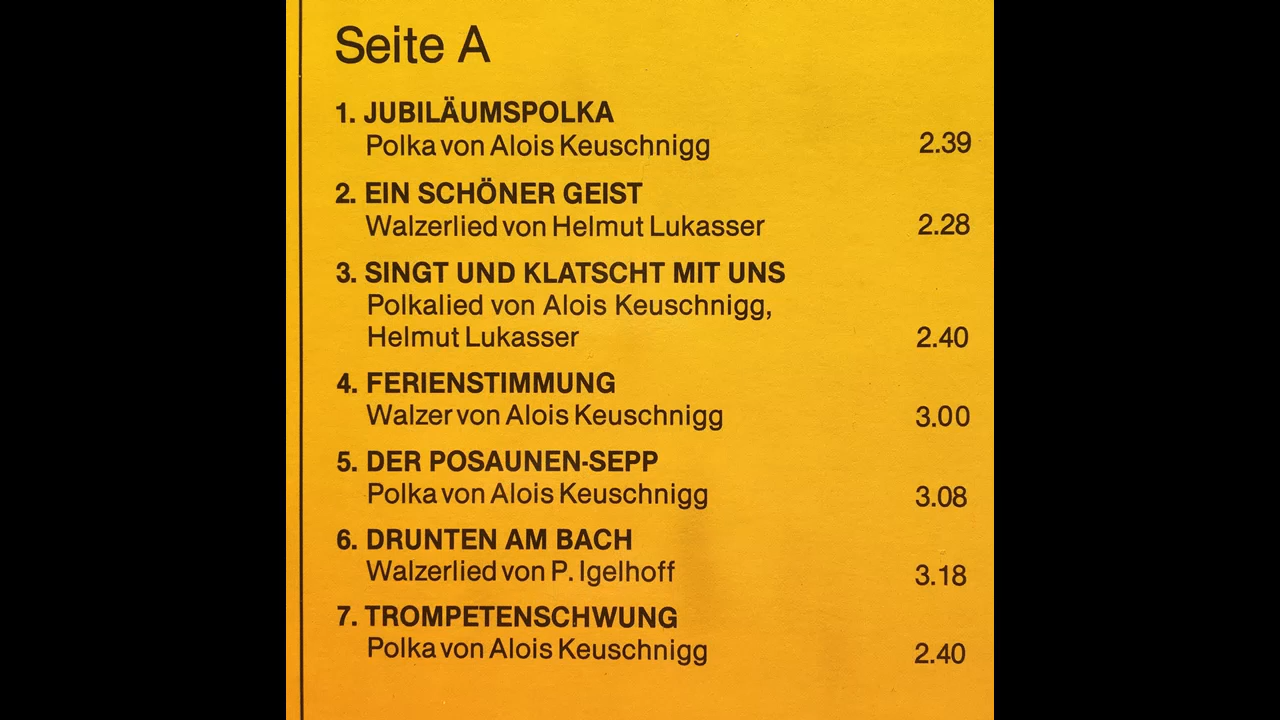 Seite A
1. JUBILÄUMSPOLKA
Polka von Alois Keuschnigg 2.39
2. EIN SCHÖNER GEIST
Walzerlied von Helmut Lukasser 2.28
3. SINGT UND KLATSCHT MIT UNS
Polkalied von Alois Keuschnigg,
Helmut Lukasser 2.40
4. FERIENSTIMMUNG
Walzer von Alois Keuschnigg 3.00
5. DER POSAUNEN-SEPP
Polka von Alois Keuschnigg 3.08
6. DRUNTEN AM BACH
Walzerlied von P. Igelhoff 3.18
7. TROMPETENSCHWUNG
Polka von Alois Keuschnigg 2.40